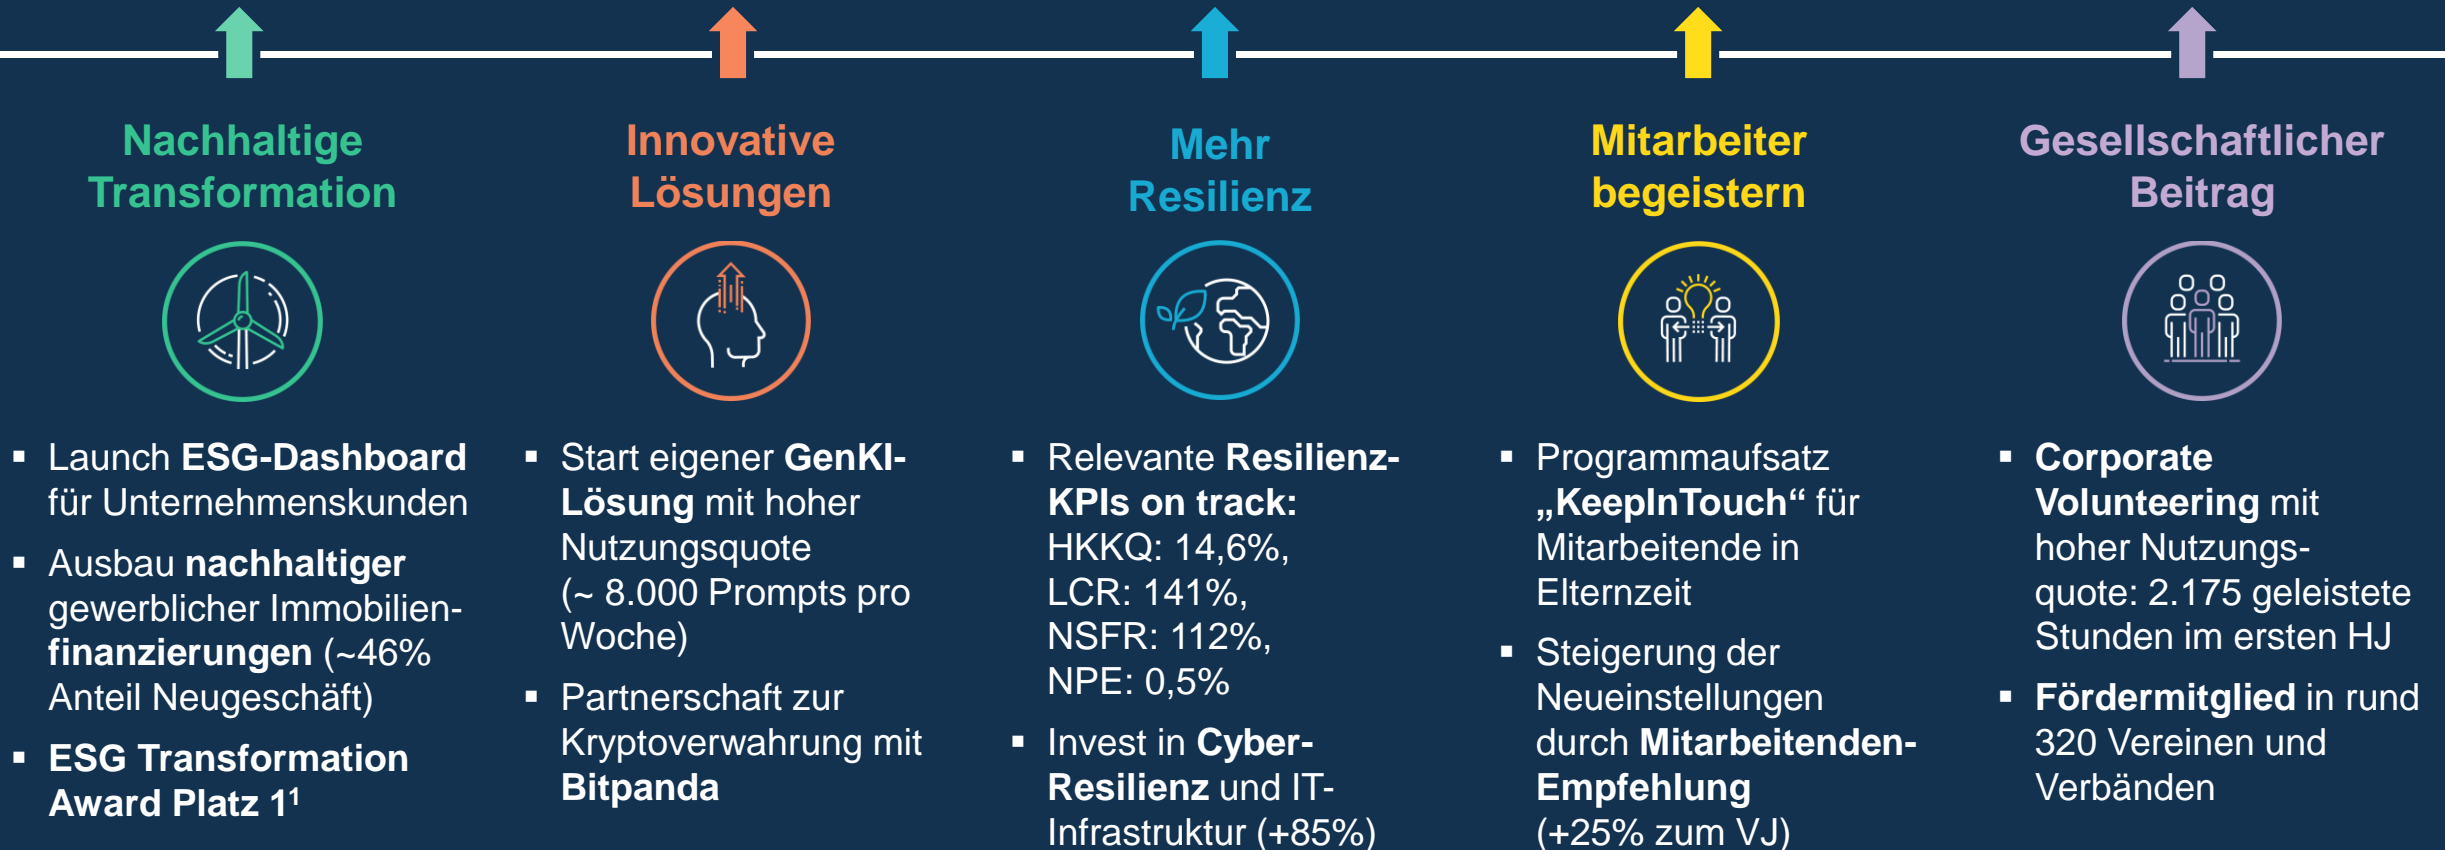 Nachhaltige
Transformation
▪ Launch ESG-Dashboard
für Unternehmenskunden
▪ Ausbau nachhaltiger
gewerblicher Immobilien-
finanzierungen (~46%
Anteil Neugeschäft)
▪ ESG Transformation
Award Platz 1¹
Innovative
Lösungen
▪ Start eigener GenKI-
Lösung mit hoher
Nutzungsquote
(~ 8.000 Prompts pro
Woche)
▪ Partnerschaft zur
Kryptoverwahrung mit
Bitpanda
Mehr
Resilienz
▪ Relevante Resilienz-
KPIs on track:
HKKQ: 14,6%,
LCR: 141%,
NSFR: 112%,
NPE: 0,5%
▪ Invest in Cyber-
Resilienz und IT-
Infrastruktur (+85%)
Mitarbeiter
begeistern
▪ Programmaufsatz
„KeepInTouch“ für
Mitarbeitende in
Elternzeit
▪ Steigerung der
Neueinstellungen
durch Mitarbeitenden-
Empfehlung
(+25% zum VJ)
Gesellschaftlicher
Beitrag
▪ Corporate
Volunteering mit
hoher Nutzungs-
quote: 2.175 geleistete
Stunden im ersten HJ
▪ Fördermitglied in rund
320 Vereinen und
Verbänden